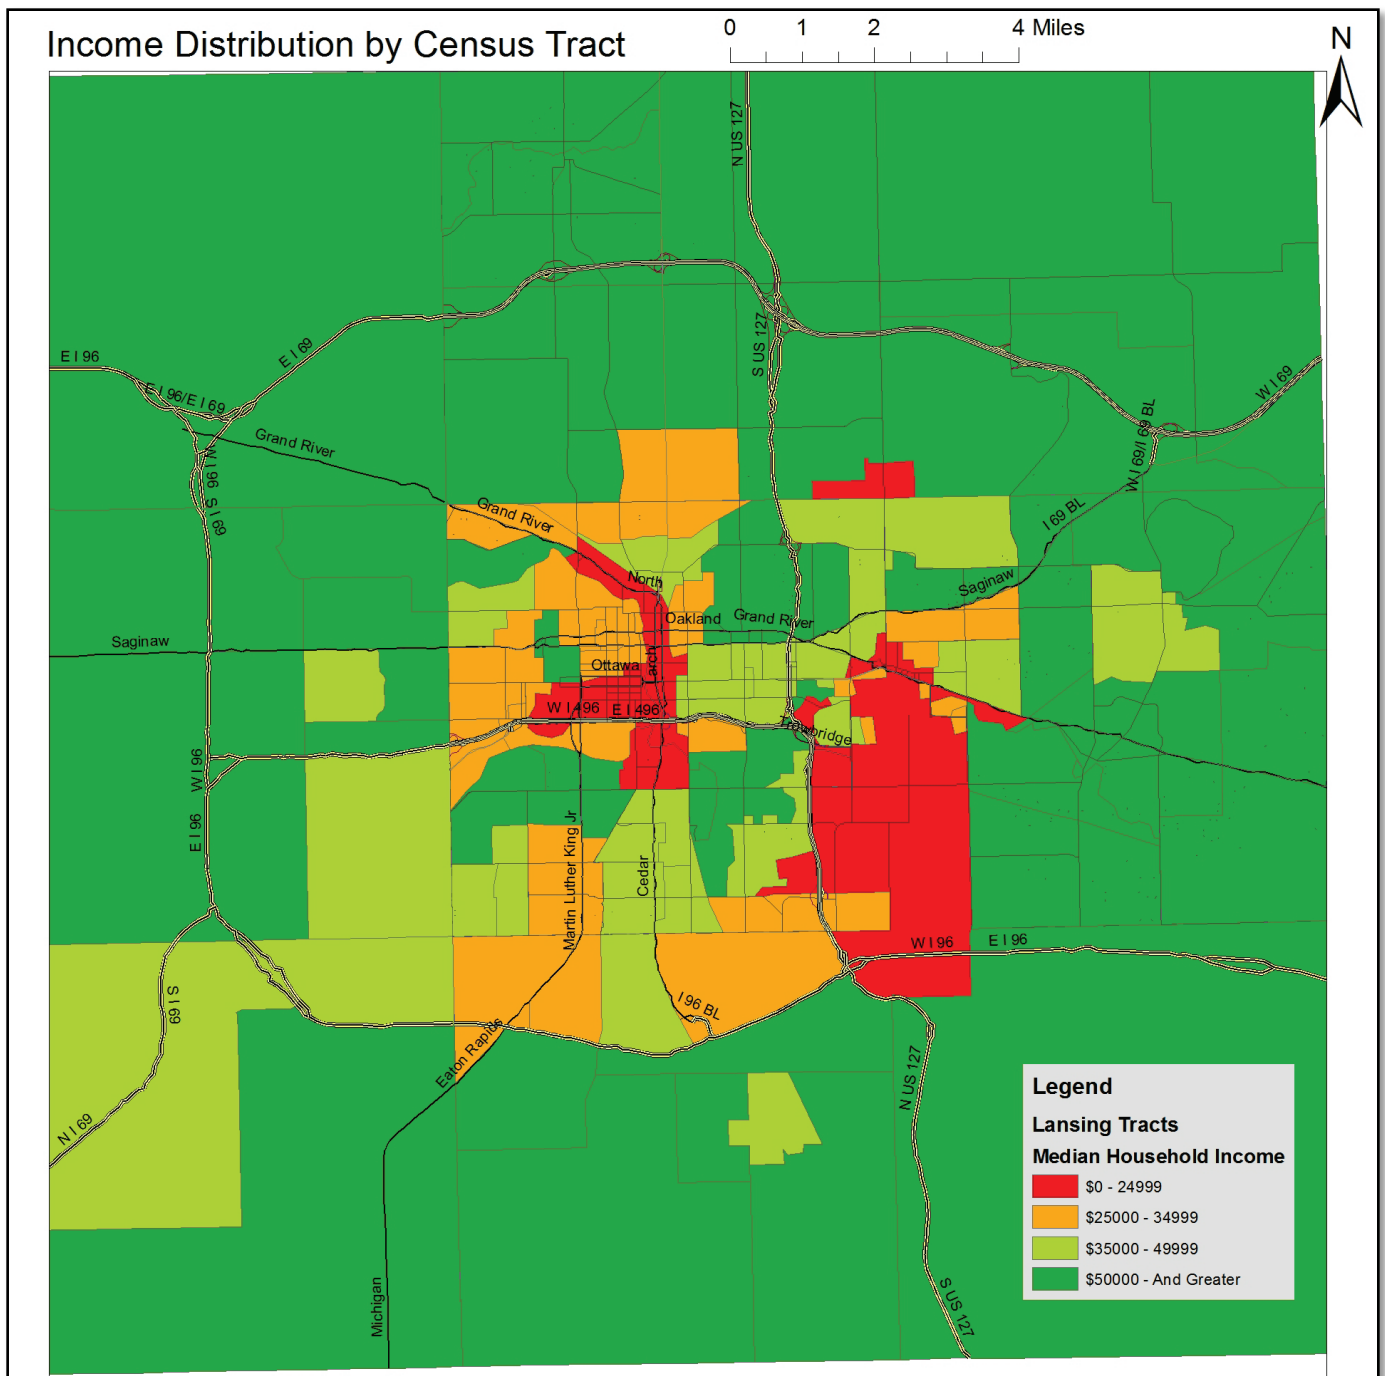 Income Distribution by Census Tract
0 1 2 4 Miles
N
N US 127
S US 127
E I 96
E I 96/E I 69
E I 69
W I 69
W I 69/I 69 BL
I 69 BL
Grand River
W I 96
S I 69
Grand River
North
Saginaw
Oakland
Grand River
Saginaw
Ottawa
Larch
W I 496
E I 496
Trowbridge
W I 96
E I 96
Martin Luther King Jr
Cedar
W I 96
E I 96
S I 69
I 96 BL
Eaton Rapids
N I 69
N US 127
S US 127
Michigan
Legend
Lansing Tracts
Median Household Income
$0 - 24999
$25000 - 34999
$35000 - 49999
$50000 - And Greater